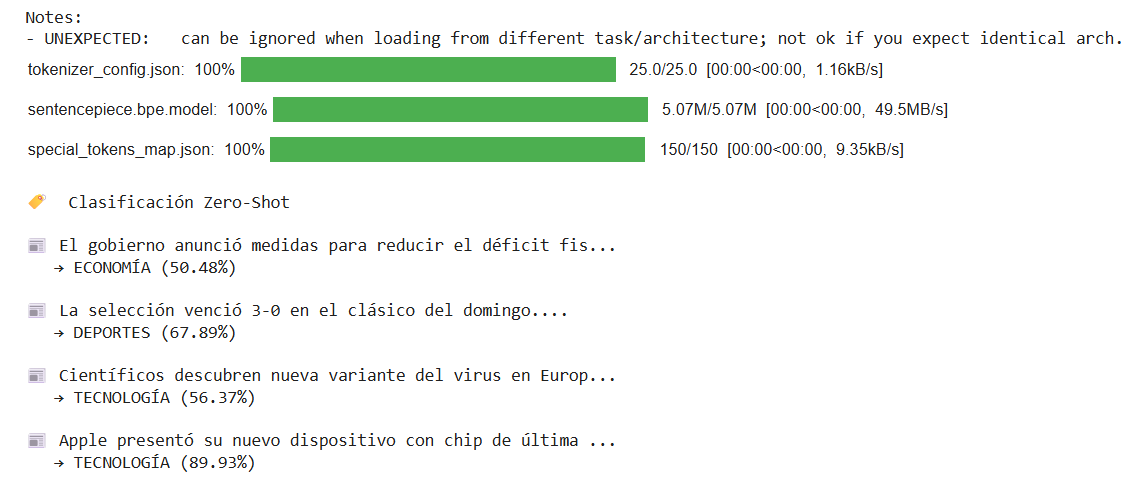 Notes:
- UNEXPECTED: can be ignored when loading from different task/architecture; not ok if you expect identical arch.
tokenizer_config.json: 100% 25.0/25.0 [00:00<00:00, 1.16kB/s]
sentencepiece.bpe.model: 100% 5.07M/5.07M [00:00<00:00, 49.5MB/s]
special_tokens_map.json: 100% 150/150 [00:00<00:00, 9.35kB/s]
🏷️ Clasificación Zero-Shot
📰 El gobierno anunció medidas para reducir el déficit fis...
→ ECONOMÍA (50.48%)
📰 La selección venció 3-0 en el clásico del domingo....
→ DEPORTES (67.89%)
📰 Científicos descubren nueva variante del virus en Europ...
→ TECNOLOGÍA (56.37%)
📰 Apple presentó su nuevo dispositivo con chip de última ...
→ TECNOLOGÍA (89.93%)